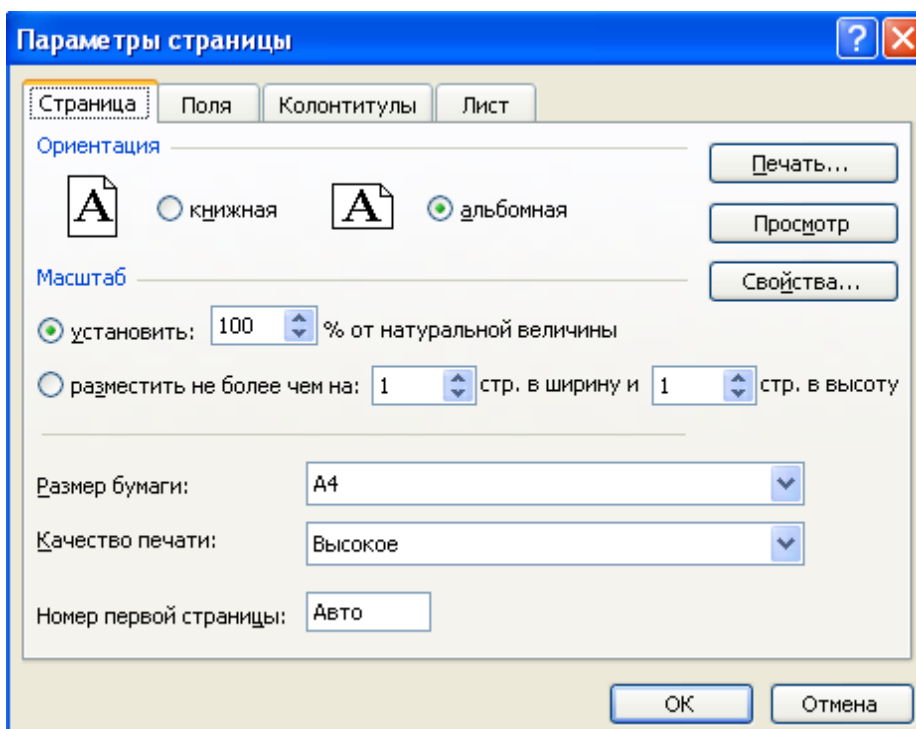 Параметры страницы
Страница Поля Колонтитулы Лист
Ориентация
Печать...
A книжная A альбомная
Просмотр
Масштаб
Свойства...
установить: 100 % от натуральной величины
разместить не более чем на: 1 стр. в ширину и 1 стр. в высоту
Размер бумаги: A4
Качество печати: Высокое
Номер первой страницы: Авто
ОК Отмена